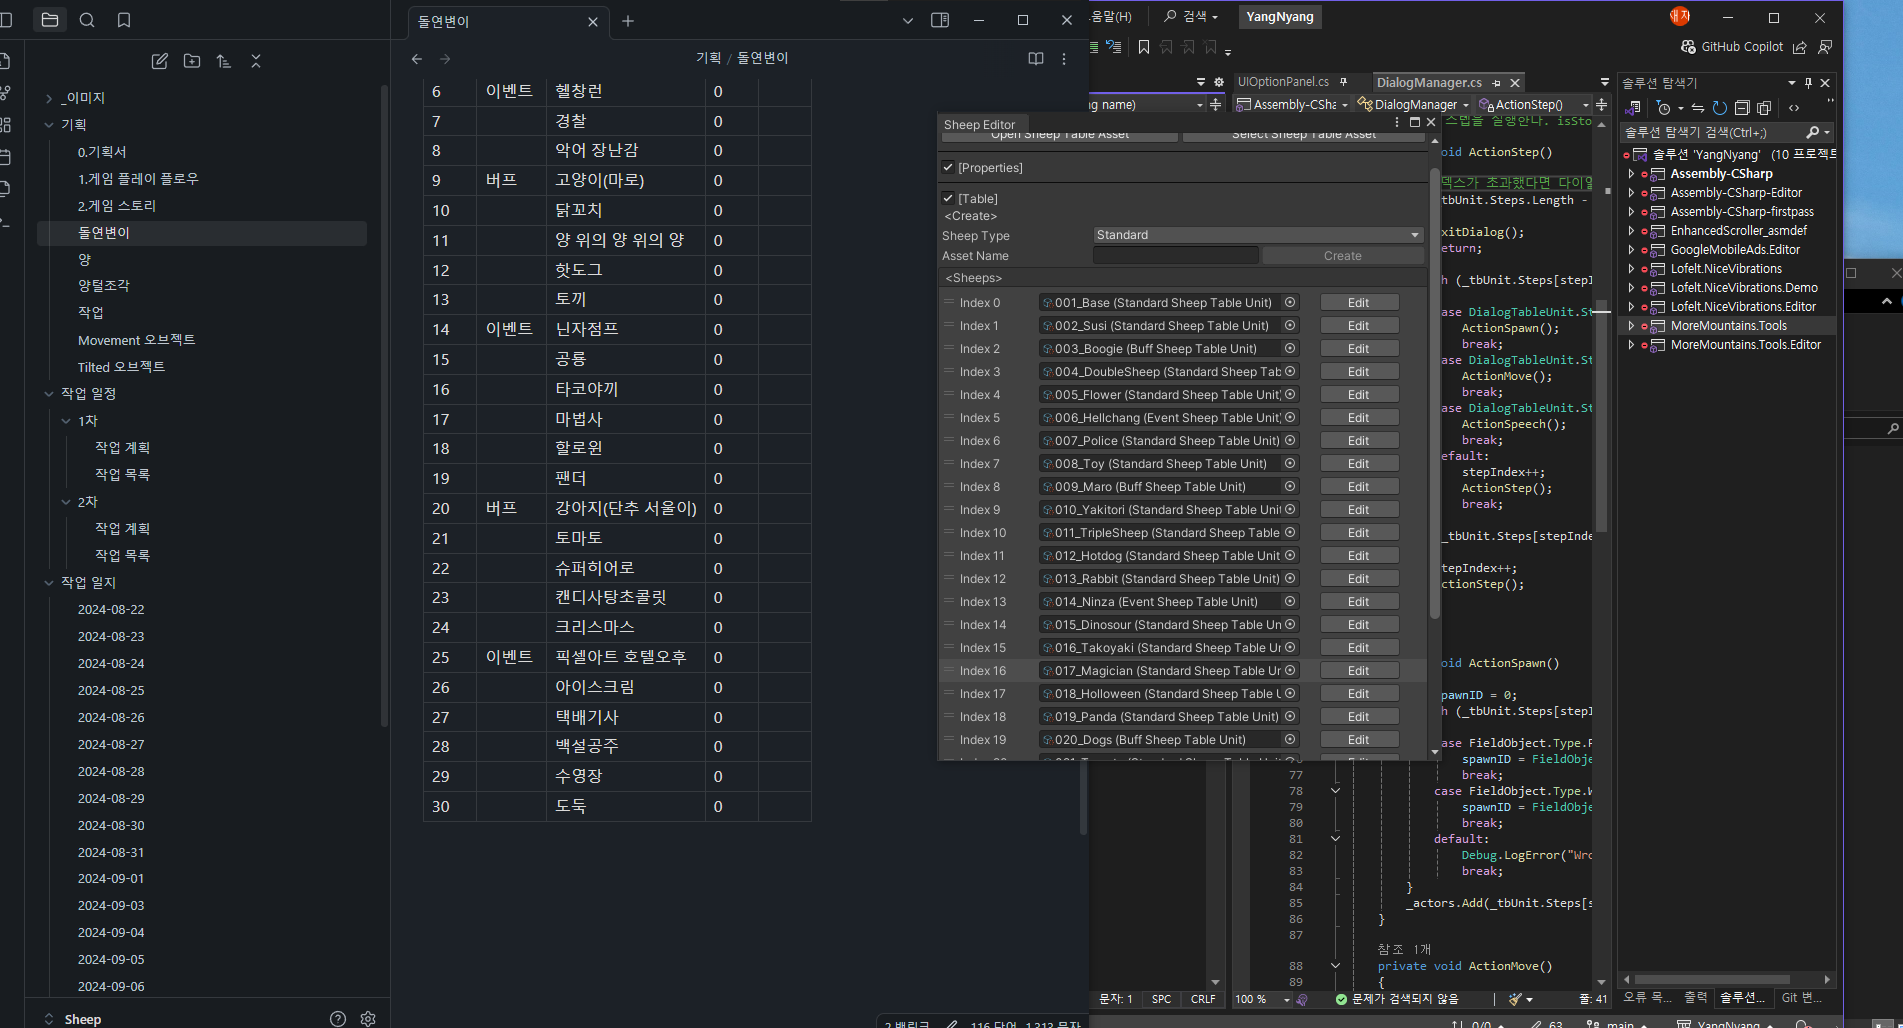 돌연변이
기획 / 돌연변이
_이미지
기획
0.기획서
1.게임 플레이 플로우
2.게임 스토리
돌연변이
양
양털조각
작업
Movement 오브젝트
Tilted 오브젝트
작업 일정
1차
작업 계획
작업 목록
2차
작업 계획
작업 목록
작업 일지
2024-08-22
2024-08-23
2024-08-24
2024-08-25
2024-08-26
2024-08-27
2024-08-28
2024-08-29
2024-08-30
2024-08-31
2024-09-01
2024-09-03
2024-09-04
2024-09-05
2024-09-06
Sheep
6 이벤트 헬창런 0
7 경찰 0
8 악어 장난감 0
9 버프 고양이(마로) 0
10 닭꼬치 0
11 양 위의 양 위의 양 0
12 핫도그 0
13 토끼 0
14 이벤트 닌자점프 0
15 공룡 0
16 타코야끼 0
17 마법사 0
18 할로윈 0
19 팬더 0
20 버프 강아지(단추 서울이) 0
21 토마토 0
22 슈퍼히어로 0
23 캔디사탕초콜릿 0
24 크리스마스 0
25 이벤트 픽셀아트 호텔오후 0
26 아이스크림 0
27 택배기사 0
28 백설공주 0
29 수영장 0
30 도둑 0
2 백링크 116 단어 1,313 문자
Sheep Editor
Open Sheep Table Asset Select Sheep Table Asset
[Properties]
[Table]
<Create>
Sheep Type Standard
Asset Name Create
<Sheeps>
Index 0 001_Base (Standard Sheep Table Unit) Edit
Index 1 002_Susi (Standard Sheep Table Unit) Edit
Index 2 003_Boogie (Buff Sheep Table Unit) Edit
Index 3 004_DoubleSheep (Standard Sheep Tab Edit
Index 4 005_Flower (Standard Sheep Table Unit) Edit
Index 5 006_Hellchang (Event Sheep Table Unit) Edit
Index 6 007_Police (Standard Sheep Table Unit) Edit
Index 7 008_Toy (Standard Sheep Table Unit) Edit
Index 8 009_Maro (Buff Sheep Table Unit) Edit
Index 9 010_Yakitori (Standard Sheep Table Unit Edit
Index 10 011_TripleSheep (Standard Sheep Table Edit
Index 11 012_Hotdog (Standard Sheep Table Unit Edit
Index 12 013_Rabbit (Standard Sheep Table Unit) Edit
Index 13 014_Ninza (Event Sheep Table Unit) Edit
Index 14 015_Dinosour (Standard Sheep Table Un Edit
Index 15 016_Takoyaki (Standard Sheep Table Ur Edit
Index 16 017_Magician (Standard Sheep Table Ur Edit
Index 17 018_Holloween (Standard Sheep Table U Edit
Index 18 019_Panda (Standard Sheep Table Unit) Edit
Index 19 020_Dogs (Buff Sheep Table Unit) Edit
움말(H) 검색 YangNyang
GitHub Copilot
UIOptionPanel.cs DialogManager.cs
ng name) Assembly-CSha DialogManager ActionStep()
스텝을 실행한다. isSto
oid ActionStep()
덱스가 초과했다면 다이얼
tbUnit.Steps.Length -
xitDialog();
eturn;
h (_tbUnit.Steps[stepI
ase DialogTableUnit.St
ActionSpawn();
break;
ase DialogTableUnit.St
ActionMove();
break;
ase DialogTableUnit.St
ActionSpeech();
break;
efault:
stepIndex++;
ActionStep();
break;
_tbUnit.Steps[stepInde
tepIndex++;
ctionStep();
oid ActionSpawn()
pawnID = 0;
h (_tbUnit.Steps[stepI
ase FieldObject.Type.P
spawnID = FieldObje
77 break;
78 case FieldObject.Type.W
79 spawnID = FieldObje
80 break;
81 default:
82 Debug.LogError("Wro
83 break;
84 }
85 _actors.Add(_tbUnit.Steps[s
86 }
87
참조 1개
88 private void ActionMove()
89 {
문자: 1 SPC CRLF 100 % 문제가 검색되지 않음 줄: 41
솔루션 탐색기
솔루션 탐색기 검색(Ctrl+;)
솔루션 'YangNyang' (10 프로젝트
Assembly-CSharp
Assembly-CSharp-Editor
Assembly-CSharp-firstpass
EnhancedScroller_asmdef
GoogleMobileAds.Editor
Lofelt.NiceVibrations
Lofelt.NiceVibrations.Demo
Lofelt.NiceVibrations.Editor
MoreMountains.Tools
MoreMountains.Tools.Editor
오류 목... 출력 솔루션... Git 변...
0/0 63 main YangNyang